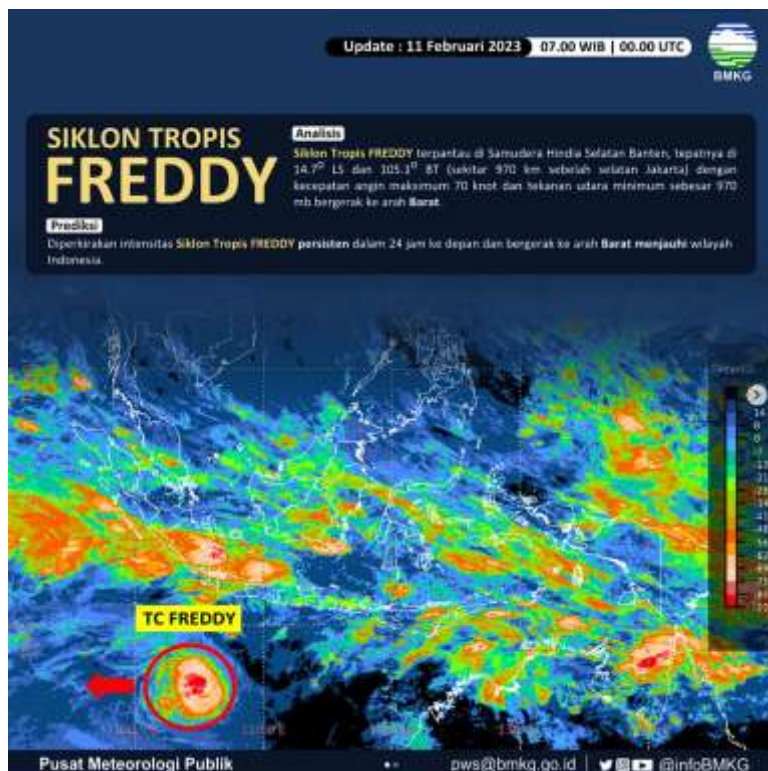 Update : 11 Februari 2023 07.00 WIB | 00.00 UTC
BMKG
SIKLON TROPIS
FREDDY
Analisis
Siklon Tropis FREDDY terpantau di Samudera Hindia Selatan Banten, tepatnya di
14.7° LS dan 105.1° BT (sekitar 970 km sebelah selatan Jakarta) dengan
kecepatan angin maksimum 70 knot dan tekanan udara minimum sebesar 970
mb bergerak ke arah Barat
Prediksi
Diperkirakan intensitas Siklon Tropis FREDDY persisten dalam 24 jam ke depan dan bergerak ke arah Barat menjauhi wilayah
Indonesia.
TC FREDDY
Pusat Meteorologi Publik
pws@bmkg.go.id | @infoBMKG